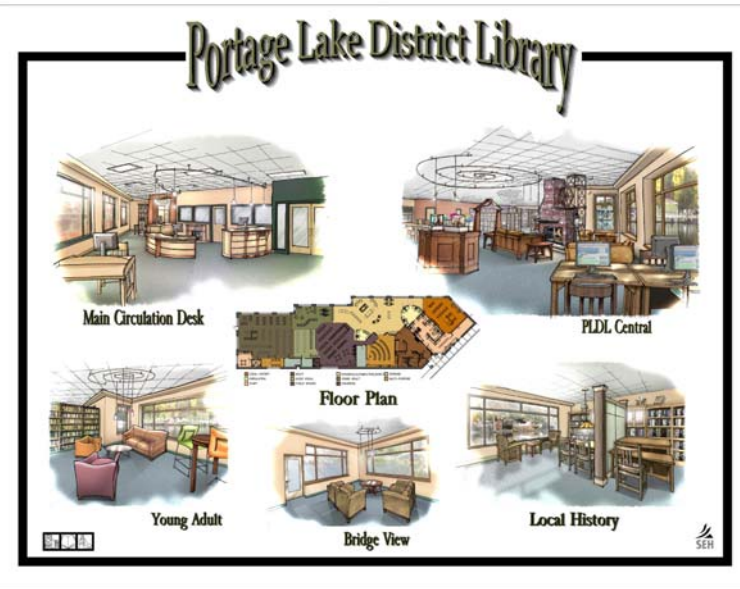 Portage Lake District Library
Main Circulation Desk
PLDL Central
Floor Plan
Young Adult
Bridge View
Local History
SEH